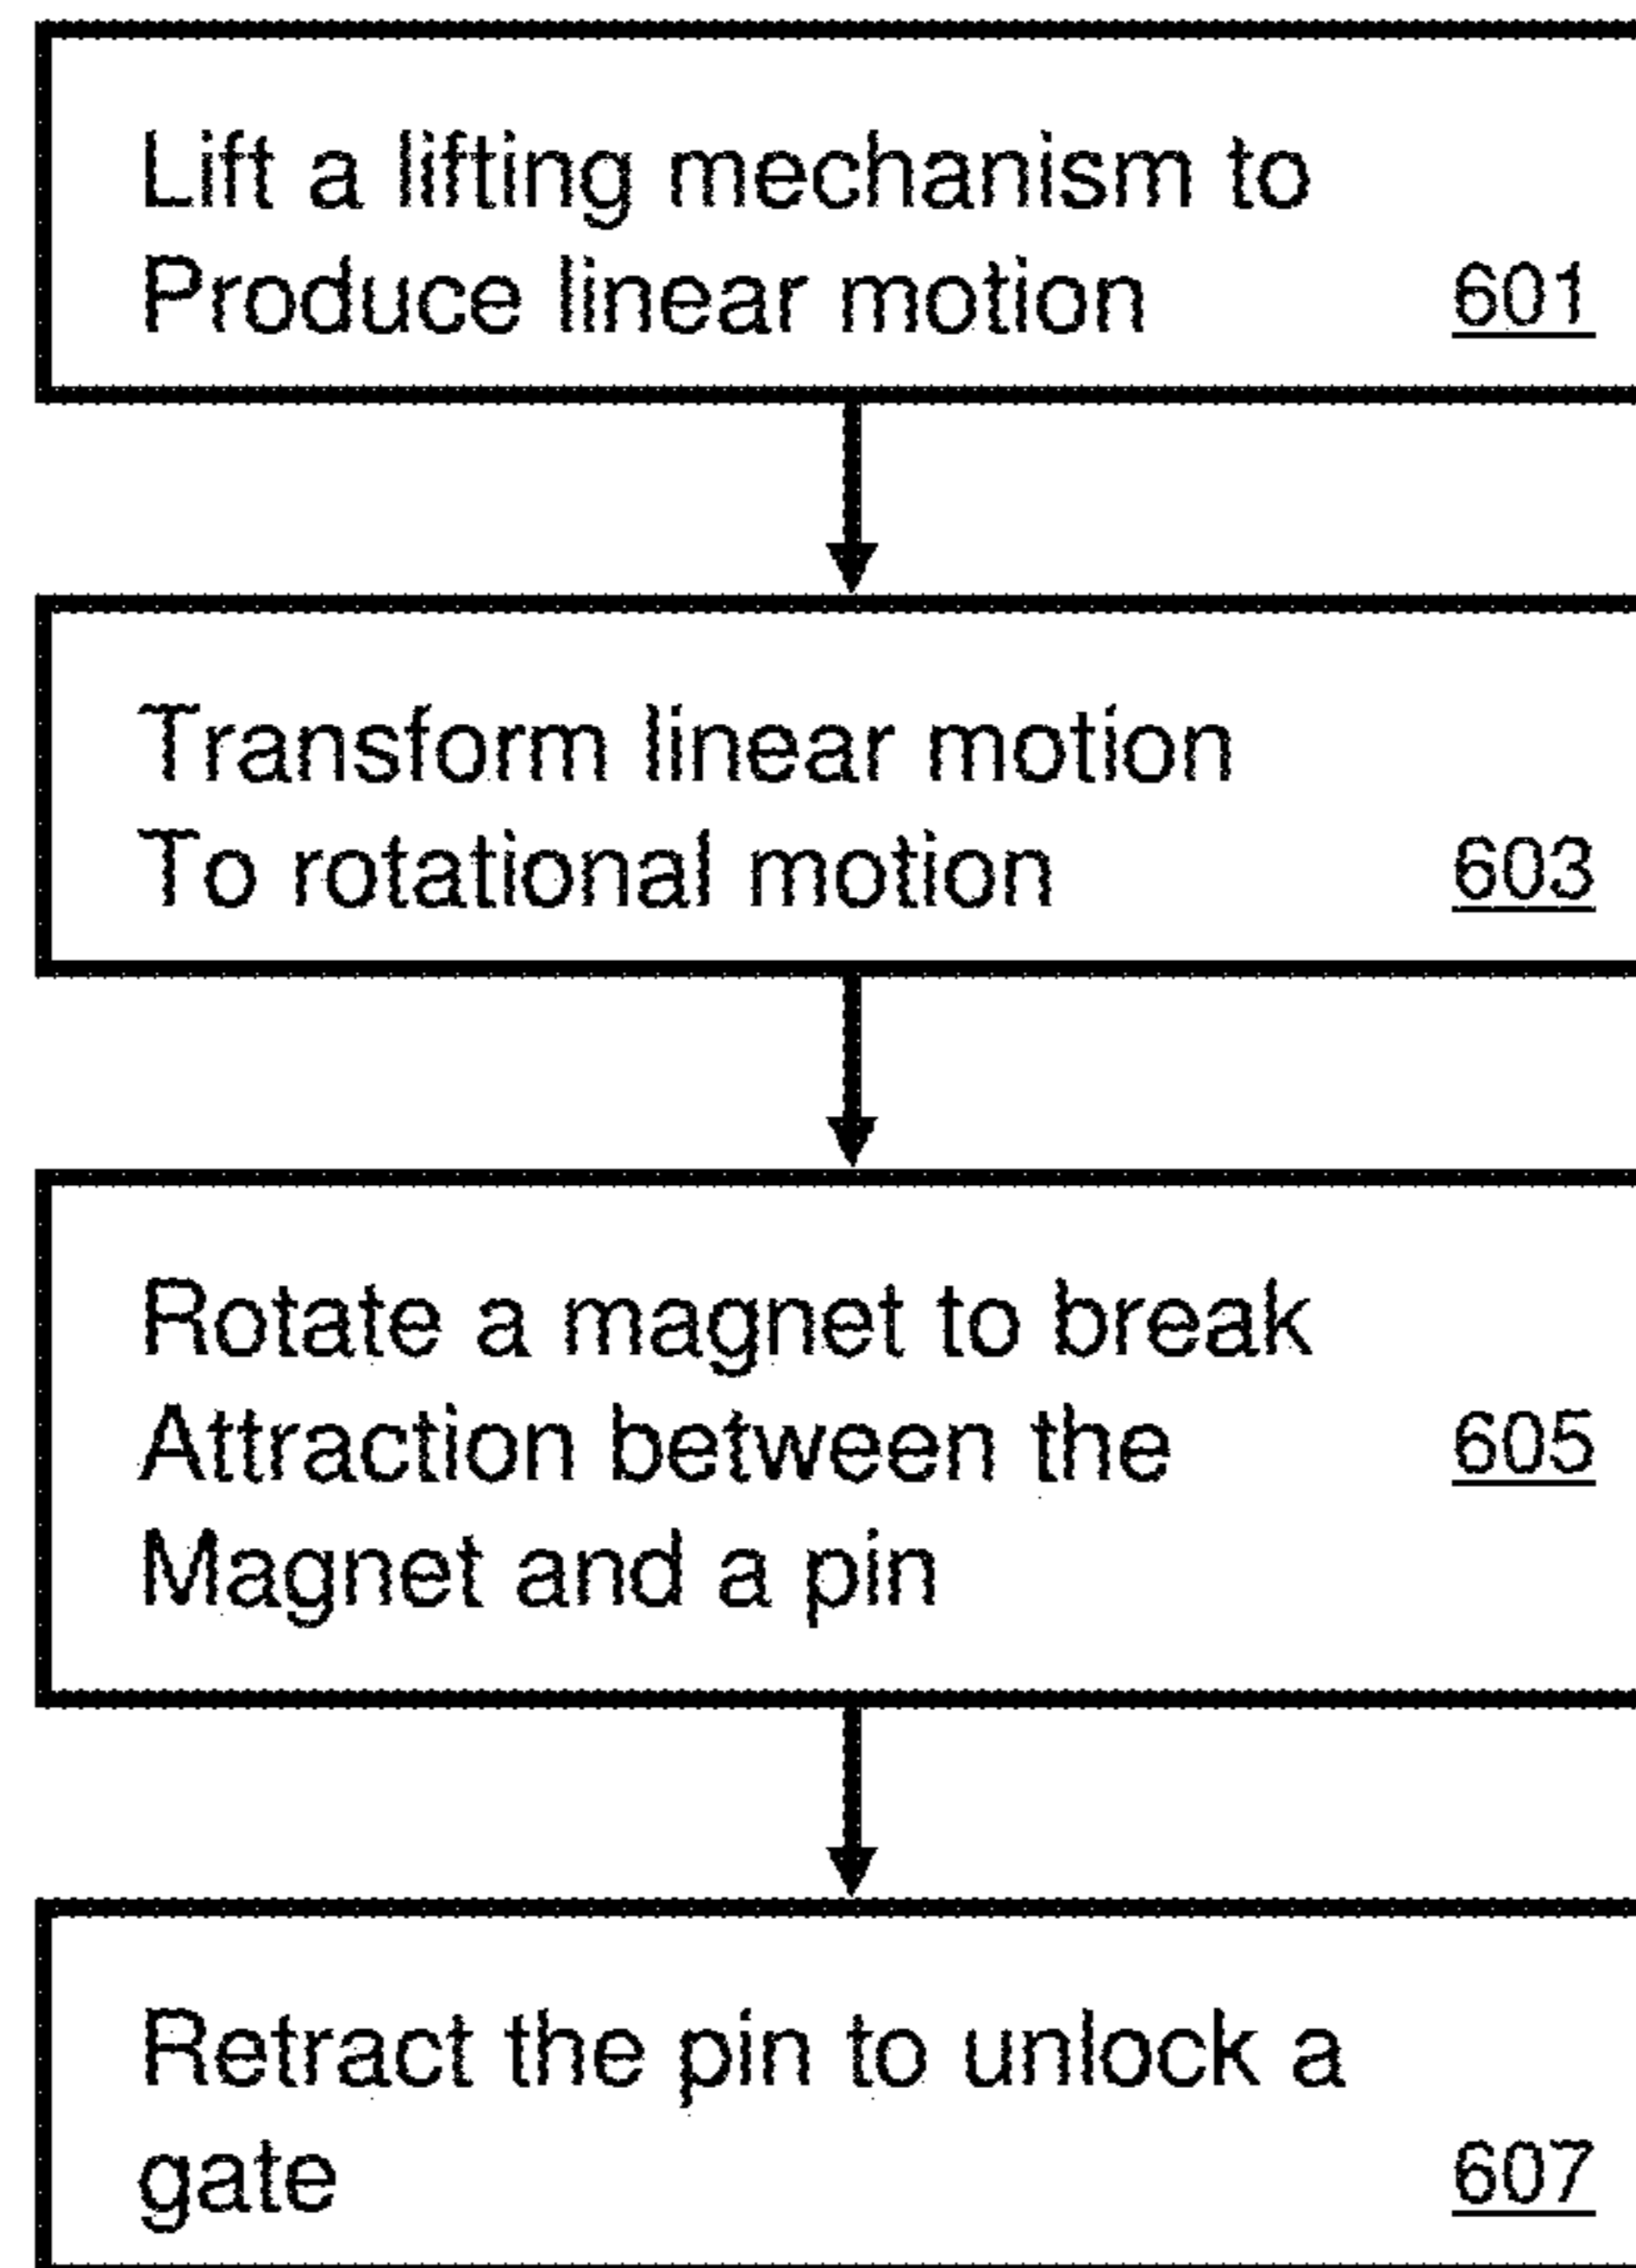 Lift a lifting mechanism to
Produce linear motion 601
Transform linear motion
To rotational motion 603
Rotate a magnet to break
Attraction between the 605
Magnet and a pin
Retract the pin to unlock a
gate 607